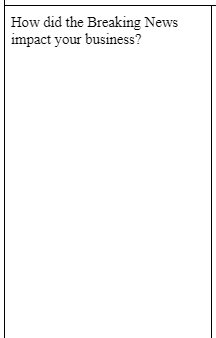 How did the Breaking News
impact your business?